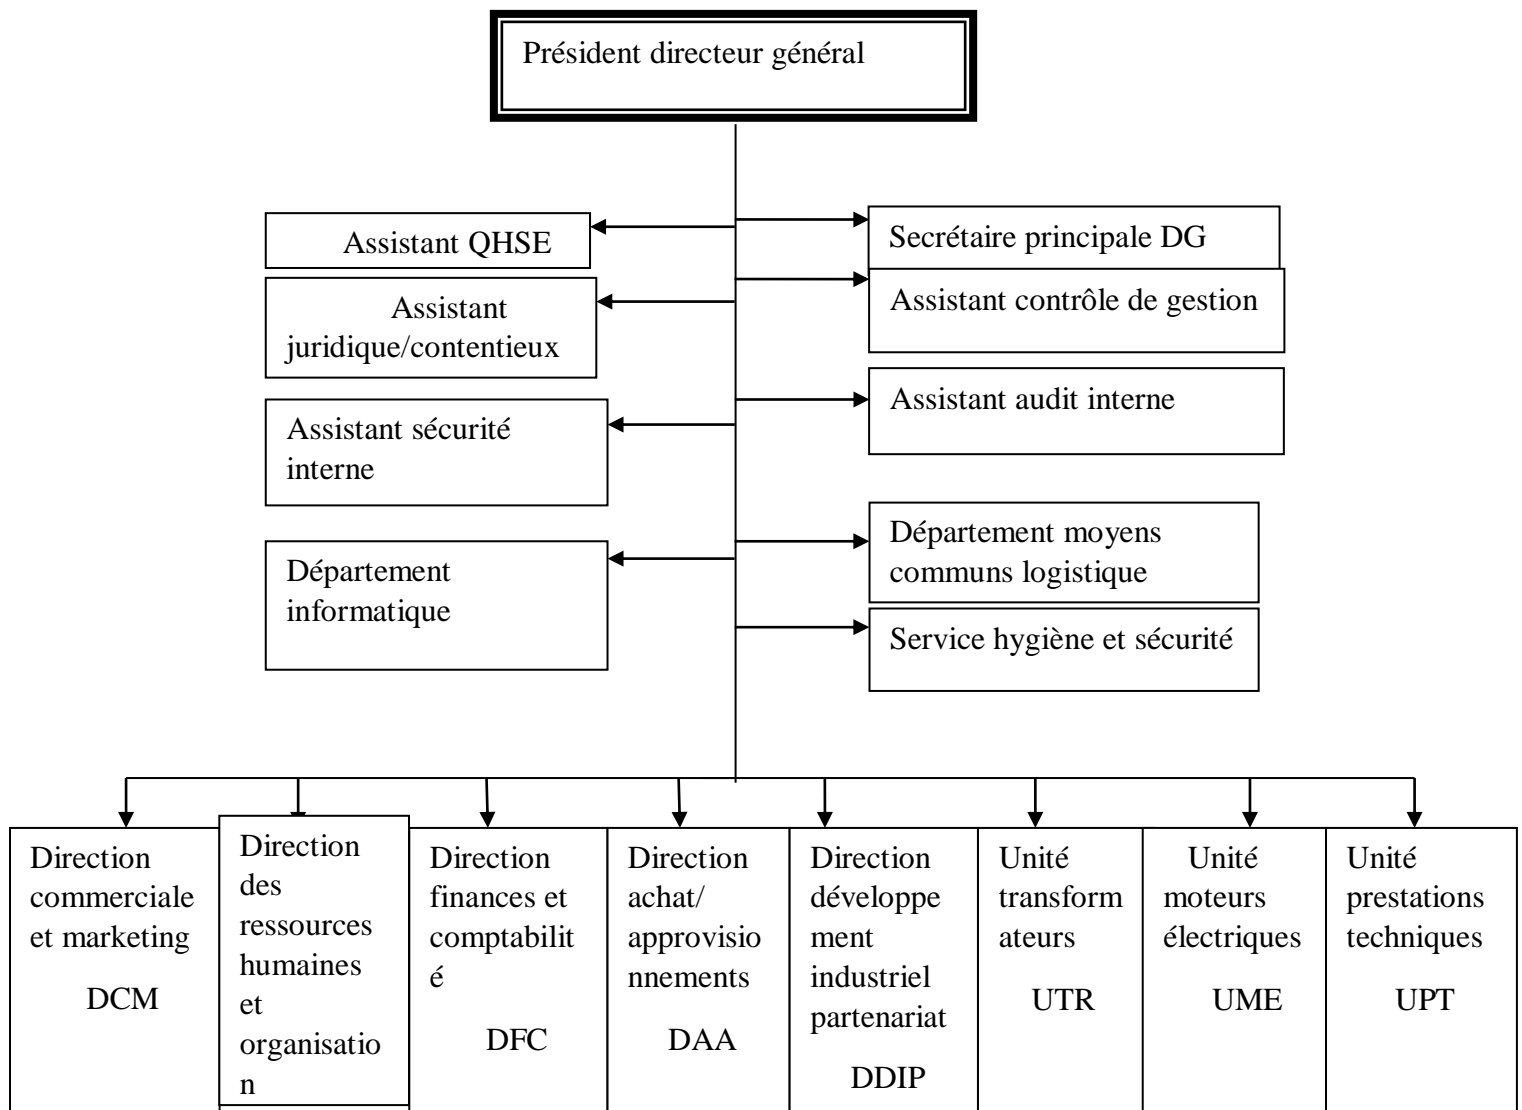 Président directeur général
Assistant QHSE
Secrétaire principale DG
Assistant
juridique/contentieux
Assistant contrôle de gestion
Assistant sécurité
interne
Assistant audit interne
Département
informatique
Département moyens
communs logistique
Service hygiène et sécurité
Direction
commerciale
et marketing
DCM
Direction
des
ressources
humaines
et
organisatio
n
Direction
finances et
comptabilit
é
DFC
Direction
achat/
approvisio
nnements
DAA
Direction
développe
ment
industriel
partenariat
DDIP
Unité
transform
ateurs
UTR
Unité
moteurs
électriques
UME
Unité
prestations
techniques
UPT